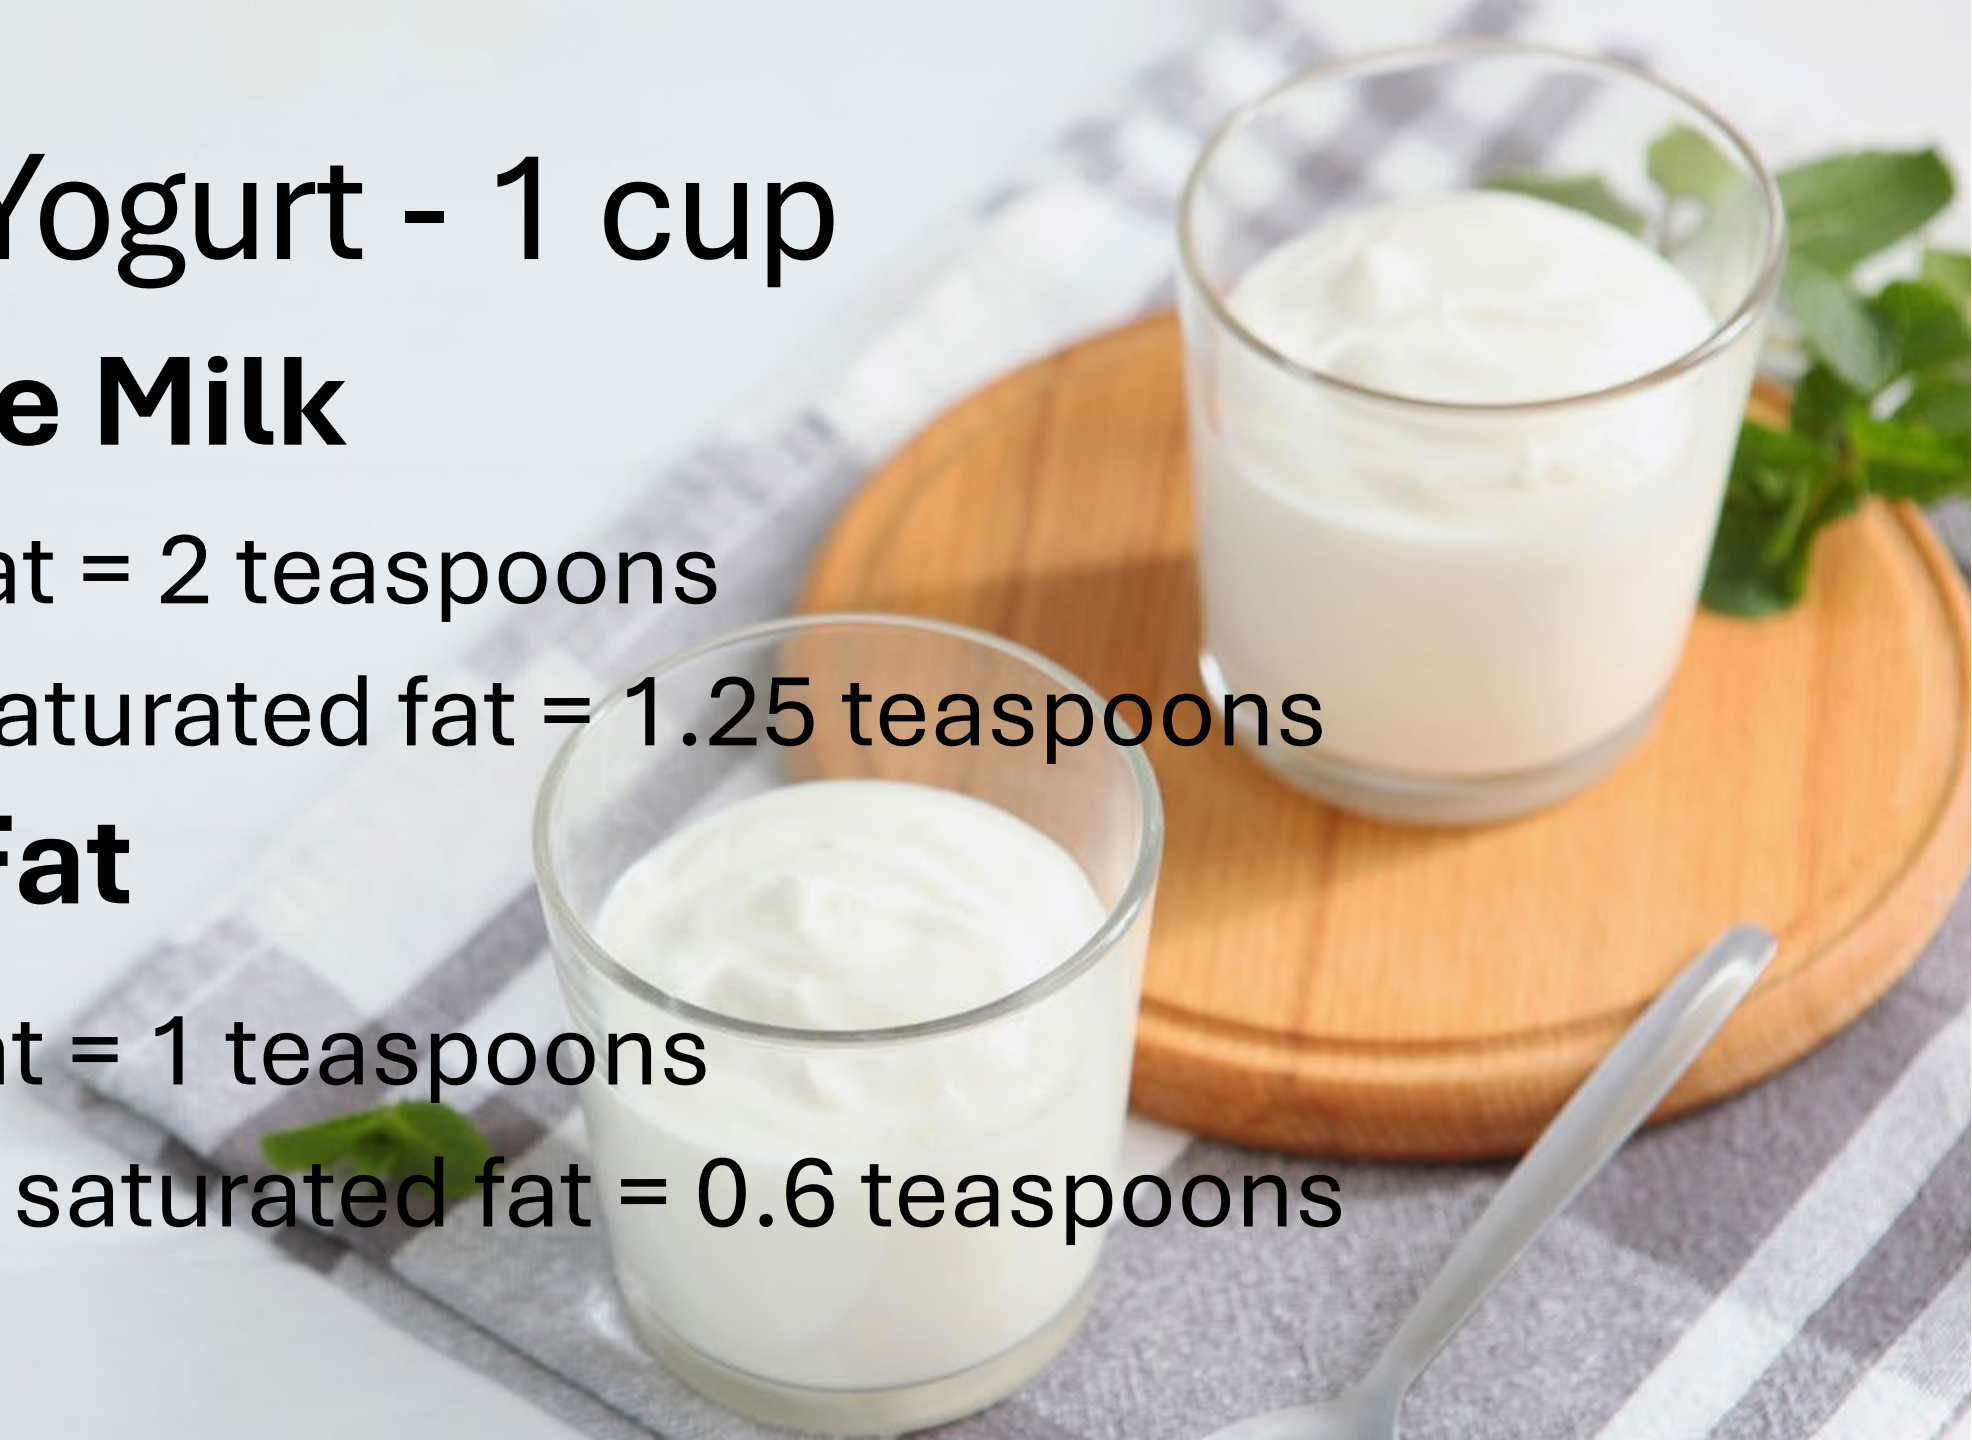 Yogurt - 1 cup
e Milk
at = 2 teaspoons
aturated fat = 1.25 teaspoons
Fat
at = 1 teaspoons
saturated fat = 0.6 teaspoons